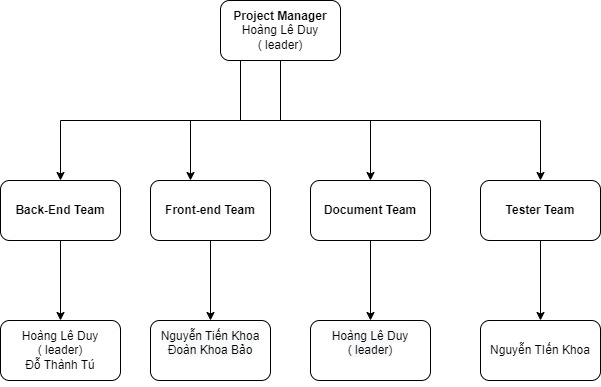 Project Manager
Hoàng Lê Duy
( leader)
Back-End Team
Front-end Team
Document Team
Tester Team
Hoàng Lê Duy
( leader)
Đỗ Thành Tú
Nguyễn Tiến Khoa
Đoàn Khoa Bảo
Hoàng Lê Duy
( leader)
Nguyễn TIến Khoa